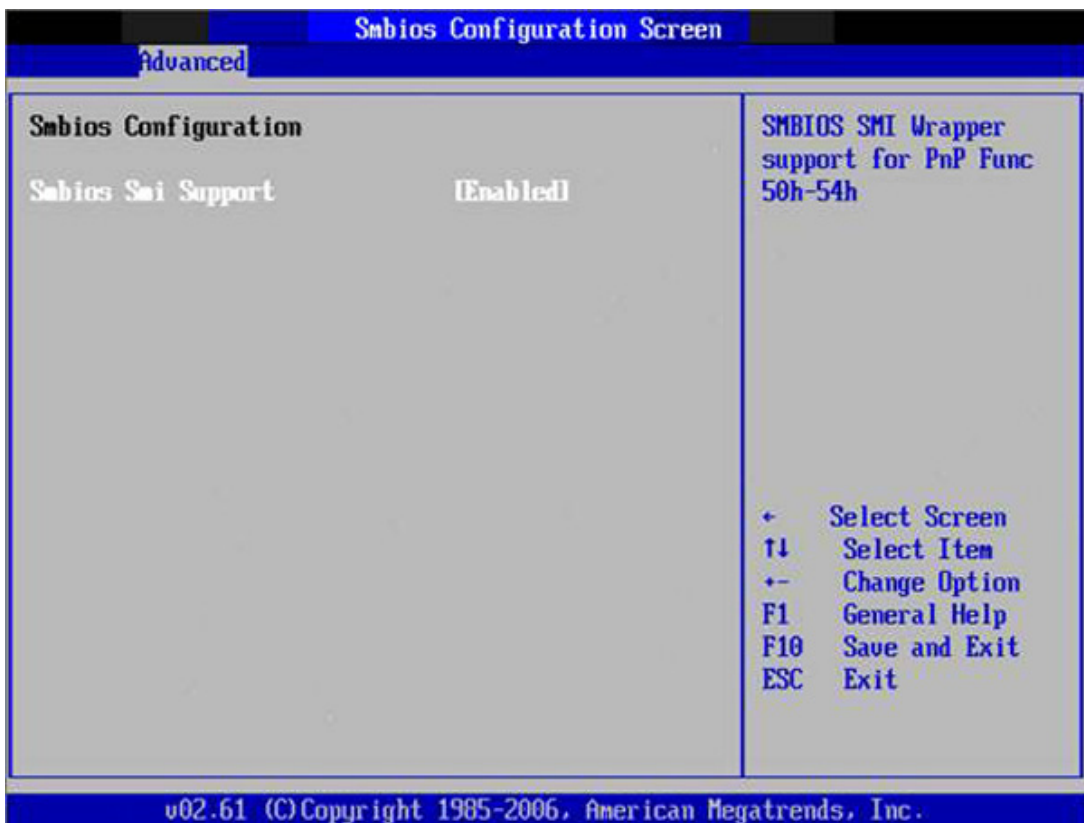 Smbios Configuration Screen
Advanced
Smbios Configuration
Smbios Smi Support [Enabled]
SMBIOS SMI Wrapper
support for PnP Func
50h-54h
← Select Screen
↑↓ Select Item
+- Change Option
F1 General Help
F10 Save and Exit
ESC Exit
v02.61 (C)Copyright 1985-2006, American Megatrends, Inc.